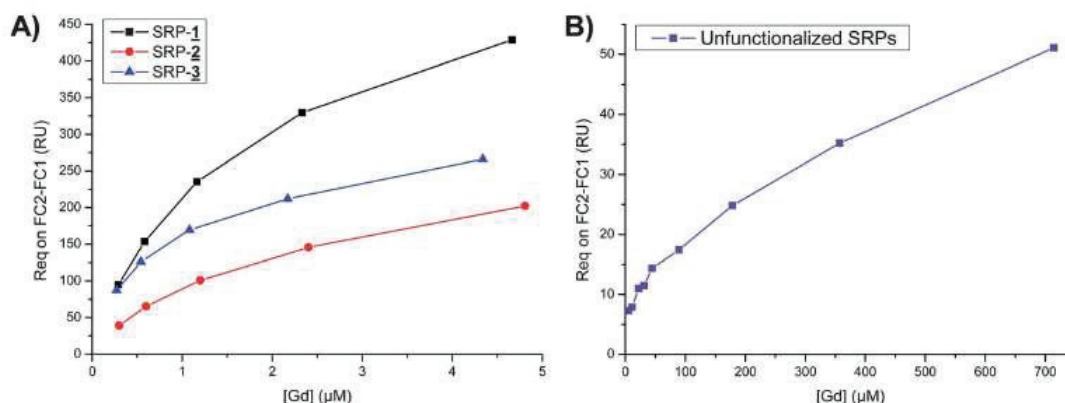 A)
SRP-1
SRP-2
SRP-3
Req on FC2-FC1 (RU)
450
400
350
300
250
200
150
100
50
0
0 1 2 3 4 5
[Gd] (µM)
B)
Unfunctionalized SRPs
Req on FC2-FC1 (RU)
50
40
30
20
10
0
0 100 200 300 400 500 600 700
[Gd] (µM)